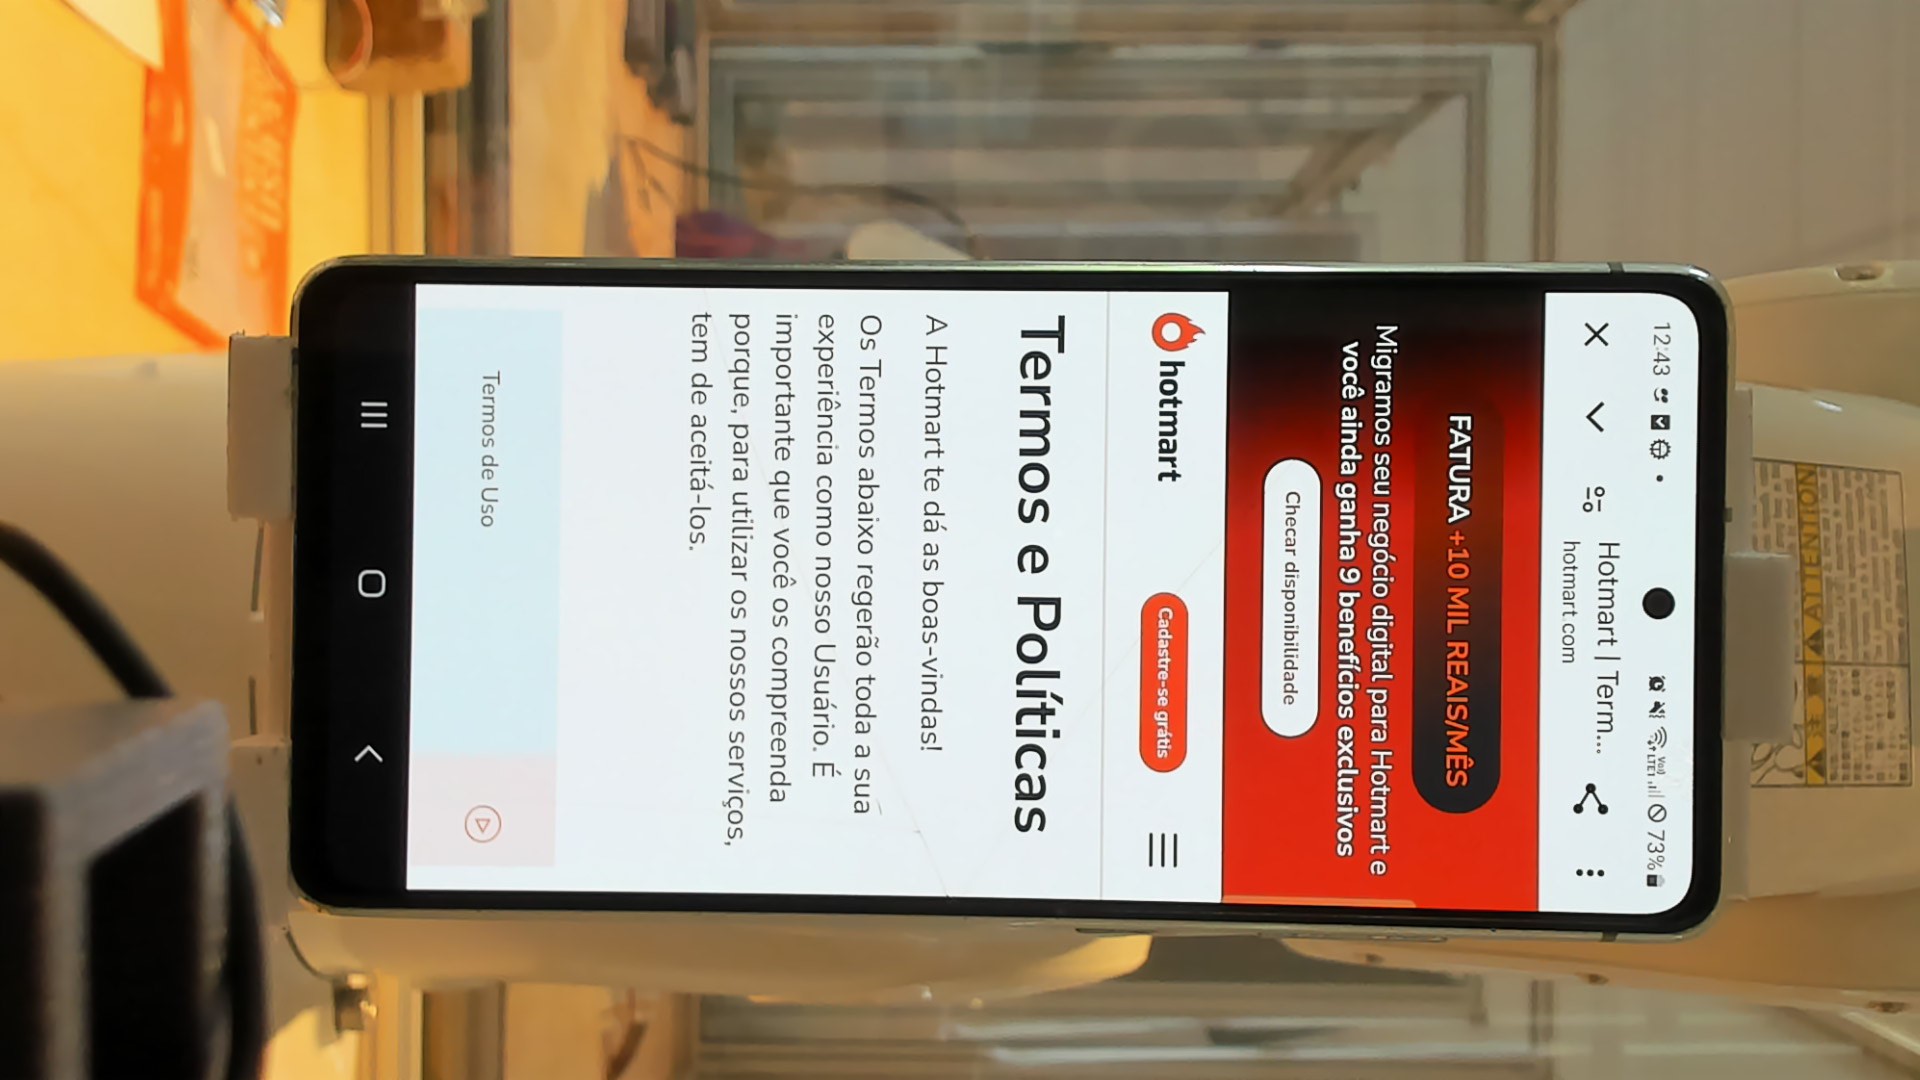 12:43
73%
Hotmart | Term...
hotmart.com
FATURA +10 MIL REAIS/MÊS
Migramos seu negócio digital para Hotmart e
você ainda ganha 9 benefícios exclusivos
Checar disponibilidade
hotmart
Cadastre-se grátis
Termos e Políticas
A Hotmart te dá as boas-vindas!
Os Termos abaixo regerão toda a sua
experiência como nosso Usuário. É
importante que você os compreenda
porque, para utilizar os nossos serviços,
tem de aceitá-los.
Termos de Uso
ATTENTION